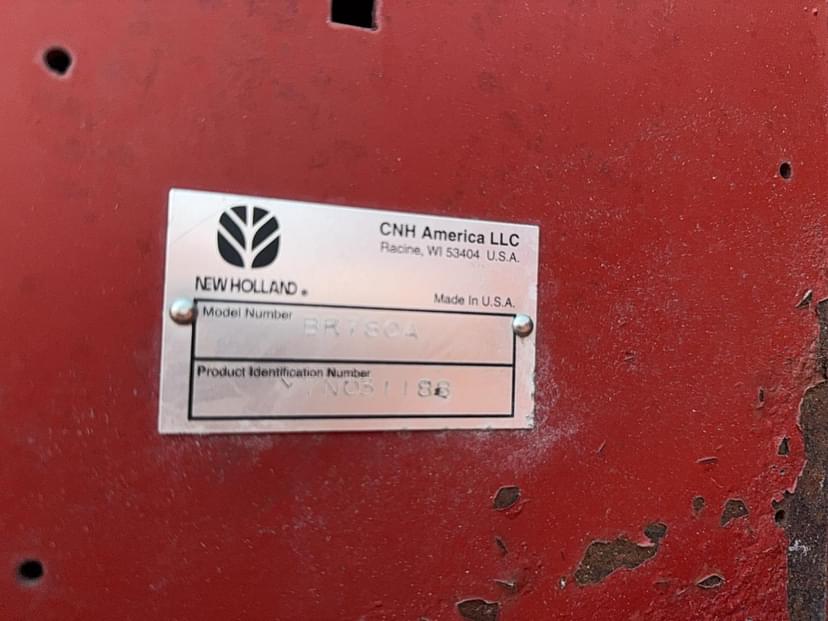 CNH America LLC
Racine, WI 53404 U.S.A.
NEW HOLLAND®
Made in U.S.A.
Model Number
BR780A
Product Identification Number